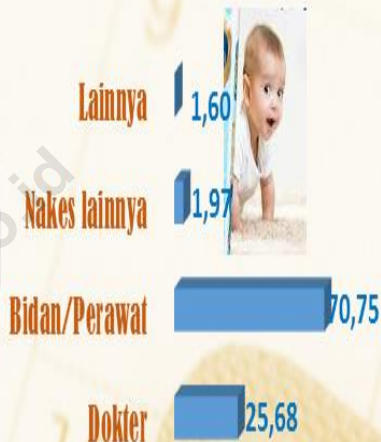 Lainnya 1,60
Nakes lainnya 1,97
Bidan/Perawat 70,75
Dokter 25,68